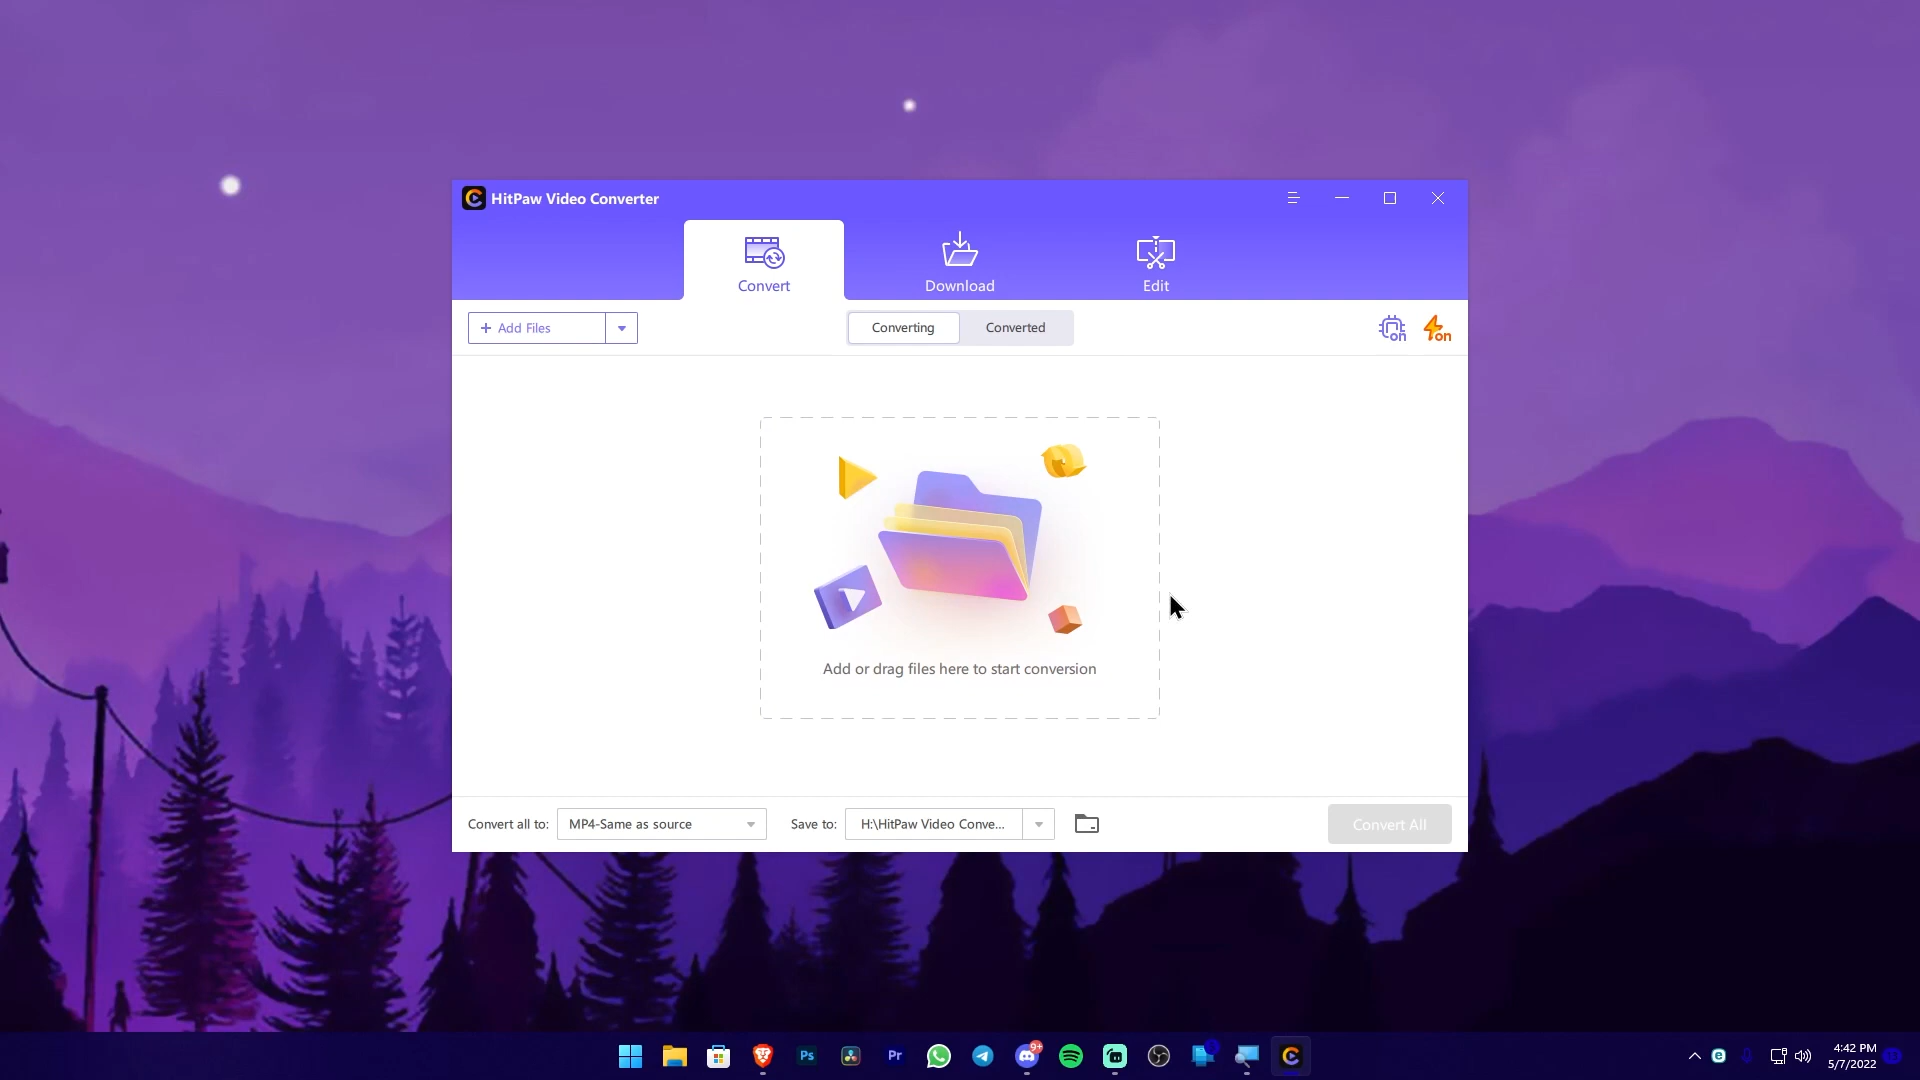 HitPaw Video Converter
Convert
Download
Edit
+ Add Files
Converting
Converted
on
on
Add or drag files here to start conversion
Convert all to:
MP4-Same as source
Save to:
H:\HitPaw Video Conve...
Convert All
Ps
Pr
9+
4:42 PM
5/7/2022